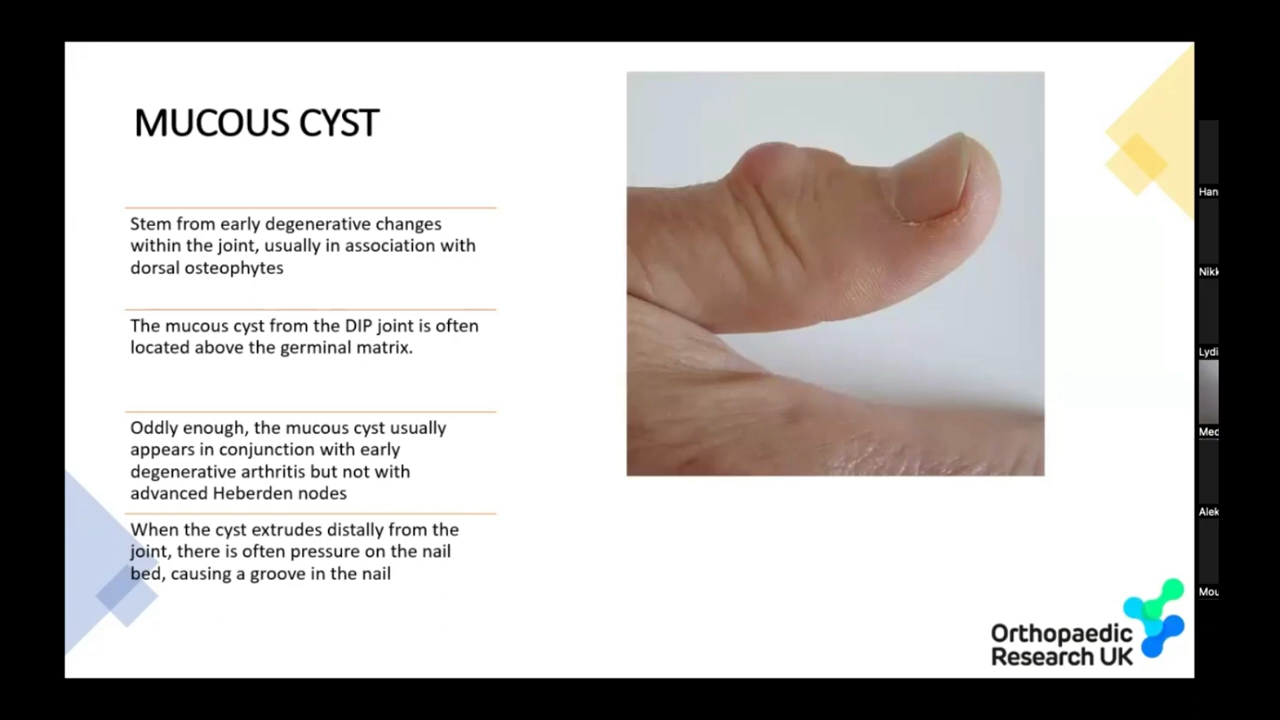 MUCOUS CYST
Stem from early degenerative changes
within the joint, usually in association with
dorsal osteophytes
The mucous cyst from the DIP joint is often
located above the germinal matrix.
Oddly enough, the mucous cyst usually
appears in conjunction with early
degenerative arthritis but not with
advanced Heberden nodes
When the cyst extrudes distally from the
joint, there is often pressure on the nail
bed, causing a groove in the nail
Orthopaedic
Research UK
Han
Nikk
Lydi
Med
Alek
Mou